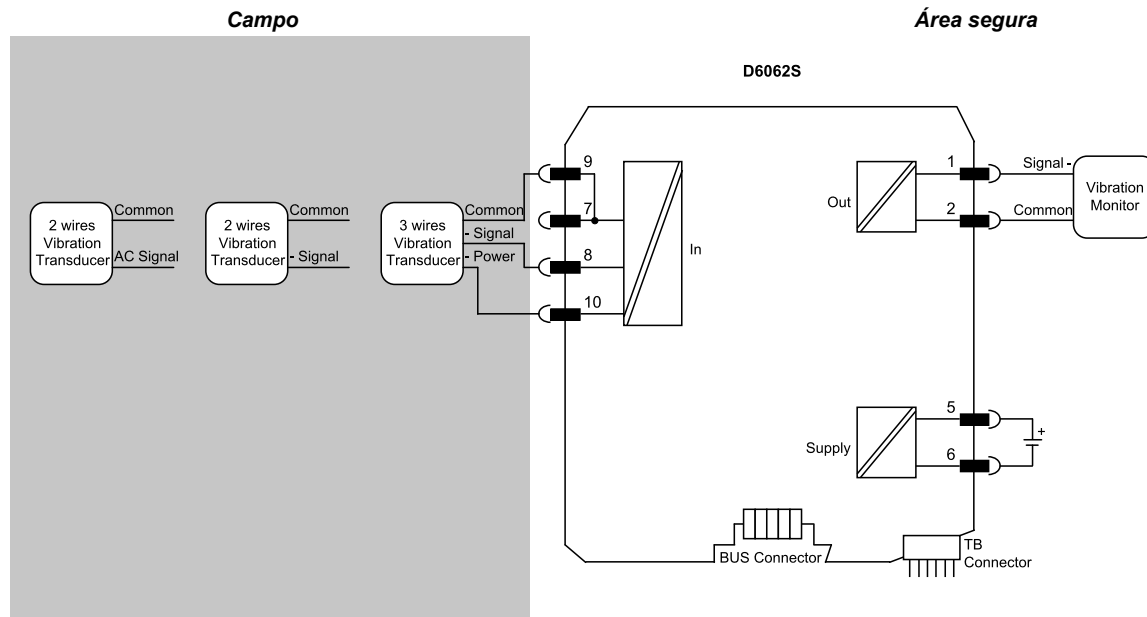 Campo
Área segura
D6062S
2 wires
Vibration
Transducer
Common
AC Signal
2 wires
Vibration
Transducer
Common
- Signal
3 wires
Vibration
Transducer
Common
- Signal
- Power
9
7
8
10
In
Out
1
2
Signal -
Common
Vibration
Monitor
Supply
5
6
+
BUS Connector
TB
Connector